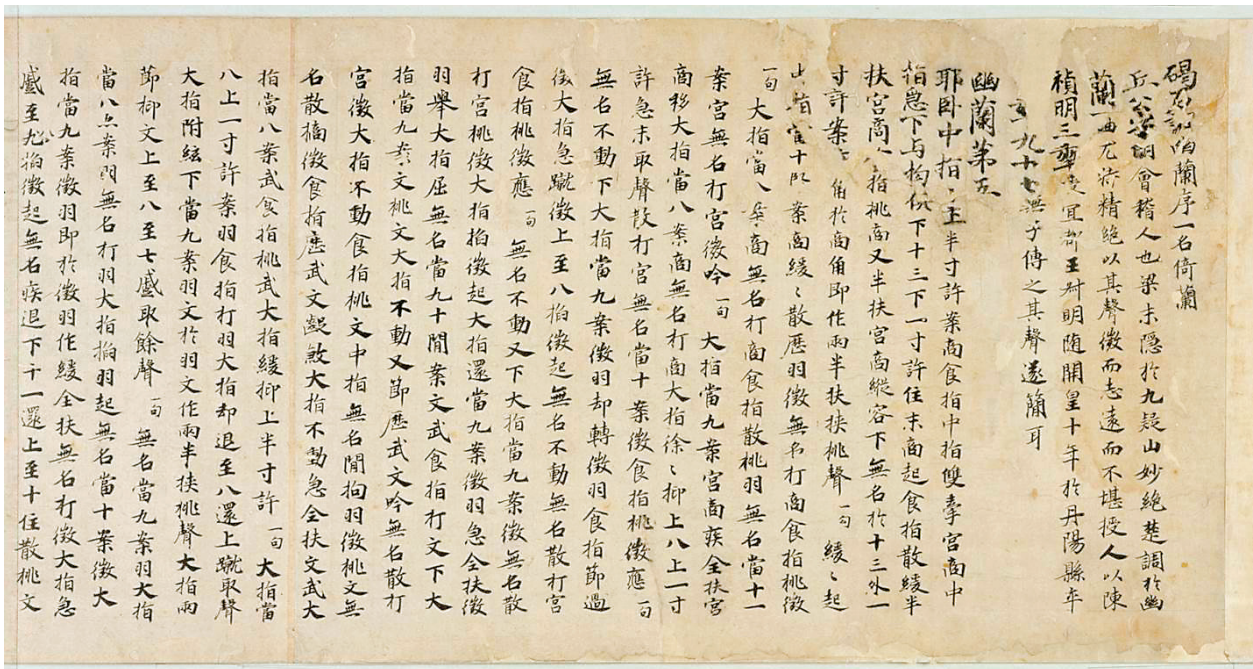 碣石調幽蘭序一名倚蘭
丘公字明會稽人也梁末隱於九疑山妙絕楚調於幽
蘭一曲尤特精絕以其聲微而志遠而不堪授人以陳
禎明三年授宜都王叔明隨開皇十年於丹陽縣卒
九十七無子傳之其聲遂簡耳
幽蘭第五
耶臥中指上半寸許案商食指中指雙牽宮商中
指急下与拘俱下十三下一寸許住末商起食指散緩半
扶宮商食指挑商又半扶宮商縱容下無名於十三外一
寸許案角於商角即作兩半扶挾挑聲一句緩〻起
指當十案商緩〻散歷羽徵無名打商食指挑徵
一句大指當八案商無名打商食指散挑羽無名當十一
案宮無名打宮徵吟一句大指當九案宮商疾全扶宮
商移大指當八案商無名打商大指徐〻抑上八上一寸
許急末取聲散打宮無名當十案徵食指挑徵應一句
無名不動下大指當九案徵羽却轉徵羽食指節過
徵大指急蹴徵上至八掐徵起無名不動無名散打宮
食指挑徵應一句無名不動又下大指當九案徵無名散
打宮挑徵大指掐徵起大指還當九案徵羽急全扶徵
羽舉大指屈無名當九十間案文武食指打文下大
指當九案文挑文大指不動又節歷武文吟無名散打
宮徵大指不動食指挑文中指無名間拘羽徵挑文無
名散擿徵食指歷武文齪大指不動急全扶文武大
指當八案武食指挑武大指緩抑上半寸許一句大指當
八上一寸許案羽食指打羽大指却退至八還上蹴取聲
大指附絃下當九案羽文於羽文作兩半挾挑聲大指兩
節抑文上至八至七蹙取餘聲一句無名當九案羽大指
當八案羽無名打羽大指掐羽起無名當十案徵大
指當九案徵羽即於徵羽作緩全扶無名打徵大指急
蹙至八掐徵起無名疾退下十一還上至十住散挑文